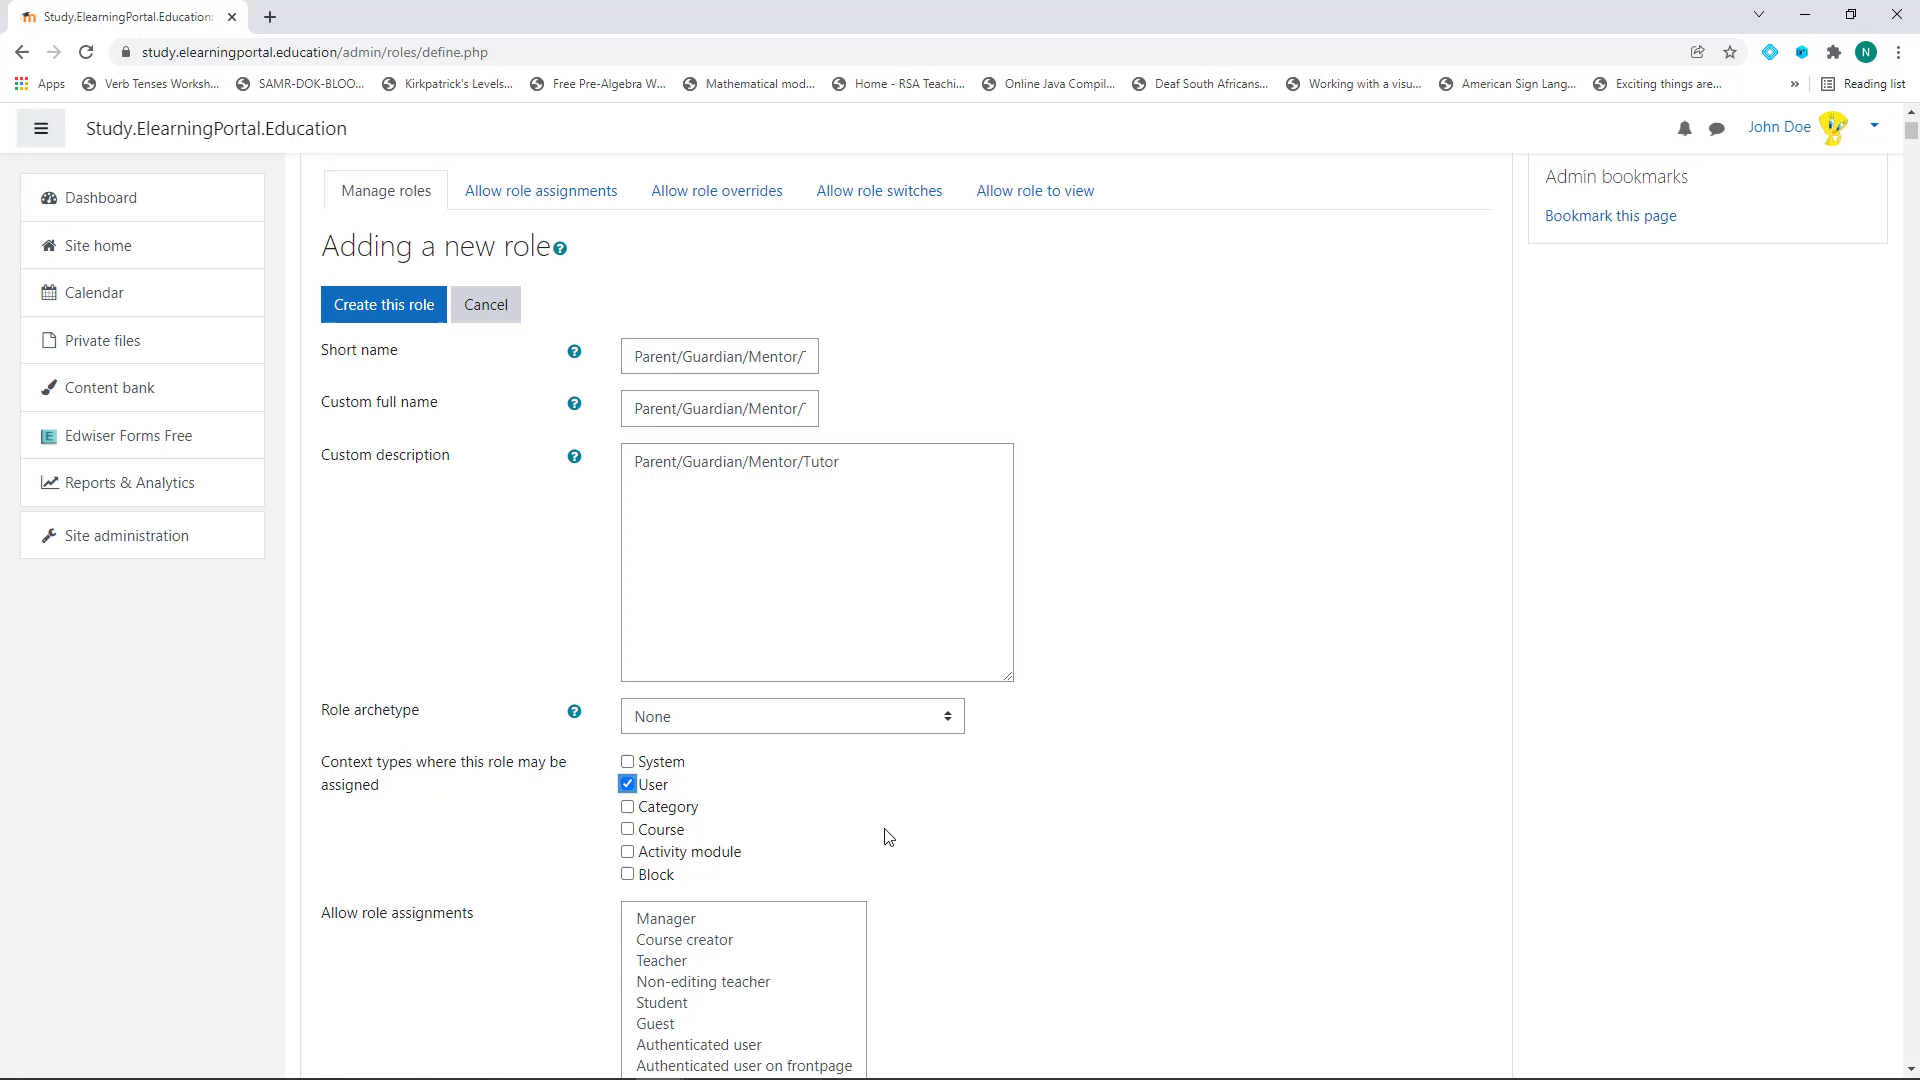 Study.ElearningPortal.Education:
study.elearningportal.education/admin/roles/define.php
N
Apps
Verb Tenses Worksh...
SAMR-DOK-BLOO...
Kirkpatrick's Levels...
Free Pre-Algebra W...
Mathematical mod...
Home - RSA Teachi...
Online Java Compil...
Deaf South Africans...
Working with a visu...
American Sign Lang...
Exciting things are...
Reading list
Study.ElearningPortal.Education
John Doe
Dashboard
Site home
Calendar
Private files
Content bank
E Edwiser Forms Free
Reports & Analytics
Site administration
Manage roles
Allow role assignments
Allow role overrides
Allow role switches
Allow role to view
Adding a new role
Create this role
Cancel
Short name
Parent/Guardian/Mentor/
Custom full name
Parent/Guardian/Mentor/
Custom description
Parent/Guardian/Mentor/Tutor
Role archetype
None
Context types where this role may be
assigned
System
User
Category
Course
Activity module
Block
Allow role assignments
Manager
Course creator
Teacher
Non-editing teacher
Student
Guest
Authenticated user
Authenticated user on frontpage
Admin bookmarks
Bookmark this page